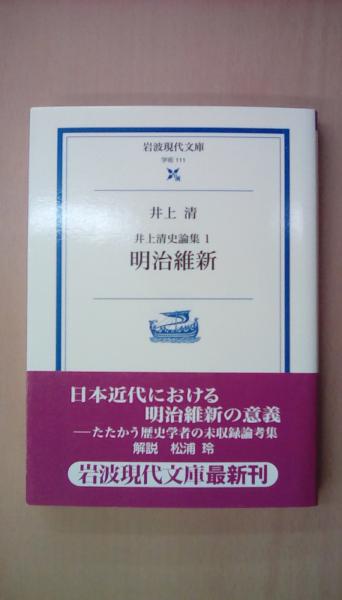 岩波現代文庫
学術 111
井上 清
井上清史論集 1
明治維新
日本近代における
明治維新の意義
──たたかう歴史学者の未収録論考集
解説 松浦 玲
岩波現代文庫最新刊